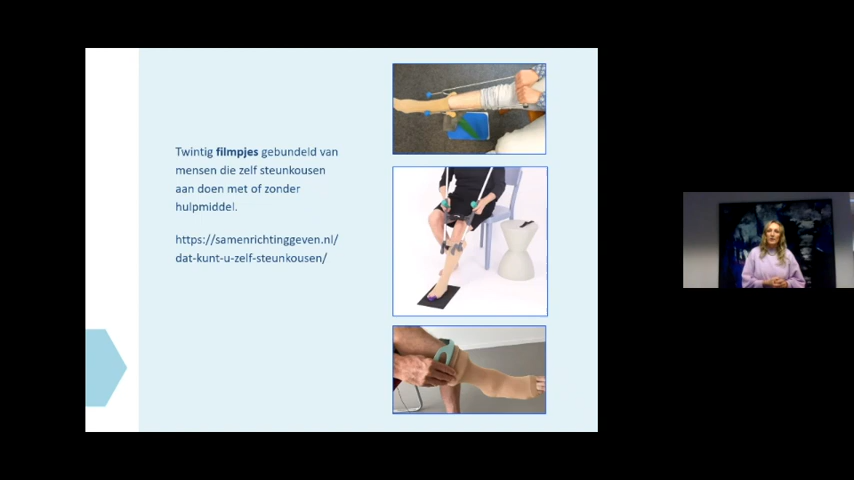 Twintig filmpjes gebundeld van
mensen die zelf steunkousen
aan doen met of zonder
hulpmiddel.
https://samenrichtinggeven.nl/
dat-kunt-u-zelf-steunkousen/